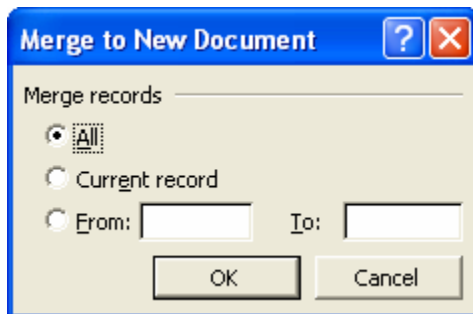 Merge to New Document ?
Merge records
All
Current record
From: To:
OK Cancel